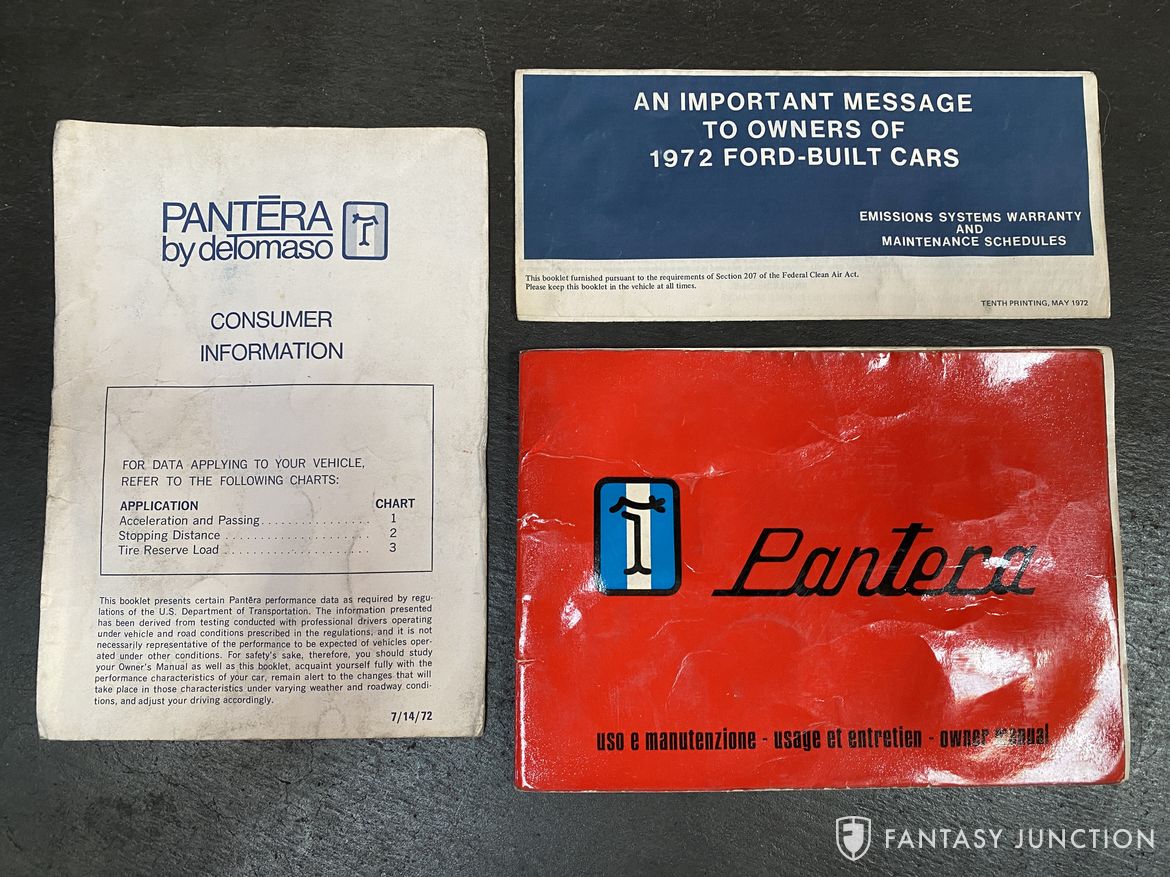 PANTĒRA
by deTomaso
CONSUMER
INFORMATION
FOR DATA APPLYING TO YOUR VEHICLE,
REFER TO THE FOLLOWING CHARTS:
APPLICATION CHART
Acceleration and Passing . . . . . . . . . . . . . . . . . 1
Stopping Distance . . . . . . . . . . . . . . . . . . . . . . 2
Tire Reserve Load . . . . . . . . . . . . . . . . . . . . . . 3
This booklet presents certain Pantēra performance data as required by regu-
lations of the U.S. Department of Transportation. The information presented
has been derived from testing conducted with professional drivers operating
under vehicle and road conditions prescribed in the regulations, and it is not
necessarily representative of the performance to be expected of vehicles oper-
ated under other conditions. For safety's sake, therefore, you should study
your Owner's Manual as well as this booklet, acquaint yourself fully with the
performance characteristics of your car, remain alert to the changes that will
take place in those characteristics under varying weather and roadway condi-
tions, and adjust your driving accordingly.
7/14/72
AN IMPORTANT MESSAGE
TO OWNERS OF
1972 FORD-BUILT CARS
EMISSIONS SYSTEMS WARRANTY
AND
MAINTENANCE SCHEDULES
This booklet furnished pursuant to the requirements of Section 207 of the Federal Clean Air Act.
Please keep this booklet in the vehicle at all times.
TENTH PRINTING, MAY 1972
Pantera
uso e manutenzione - usage et entretien - owner manual
FANTASY JUNCTION